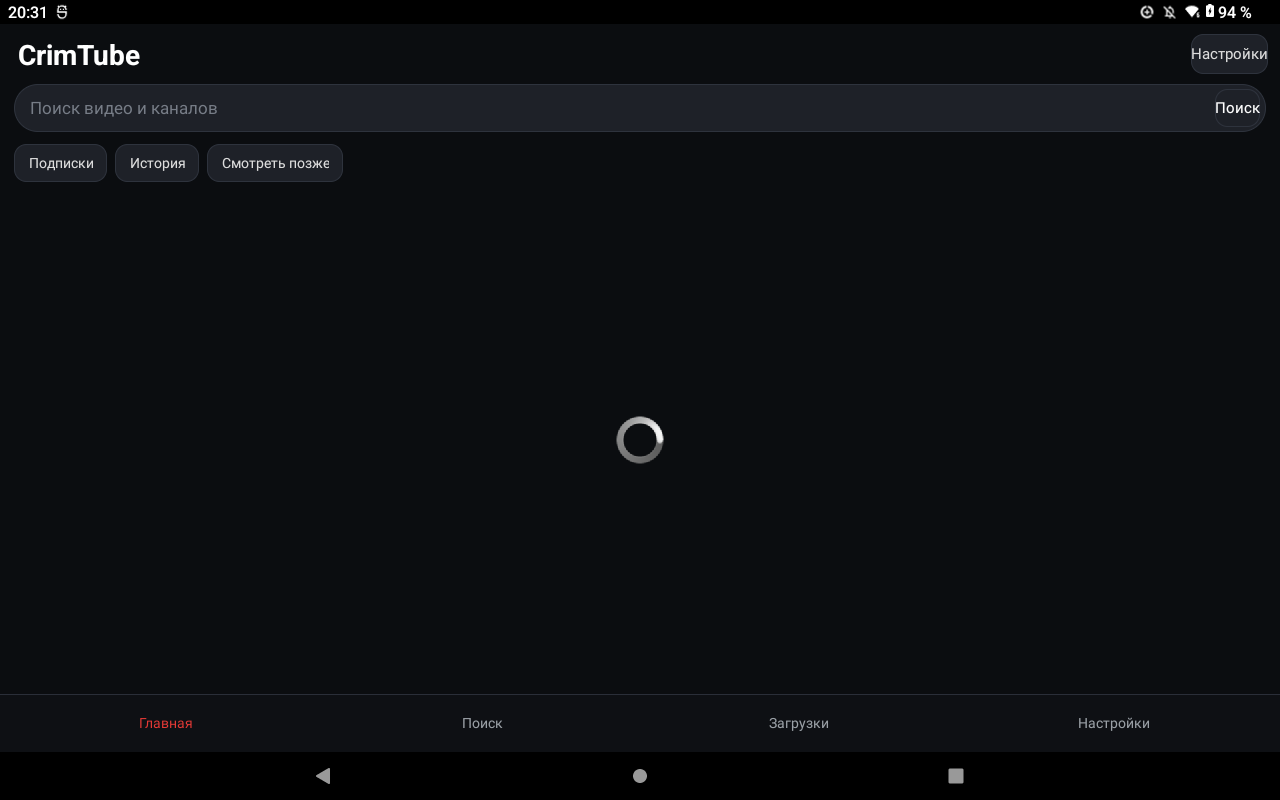 20:31
94 %
CrimTube
Настройки
Поиск видео и каналов
Поиск
Подписки
История
Смотреть позже
Главная
Поиск
Загрузки
Настройки